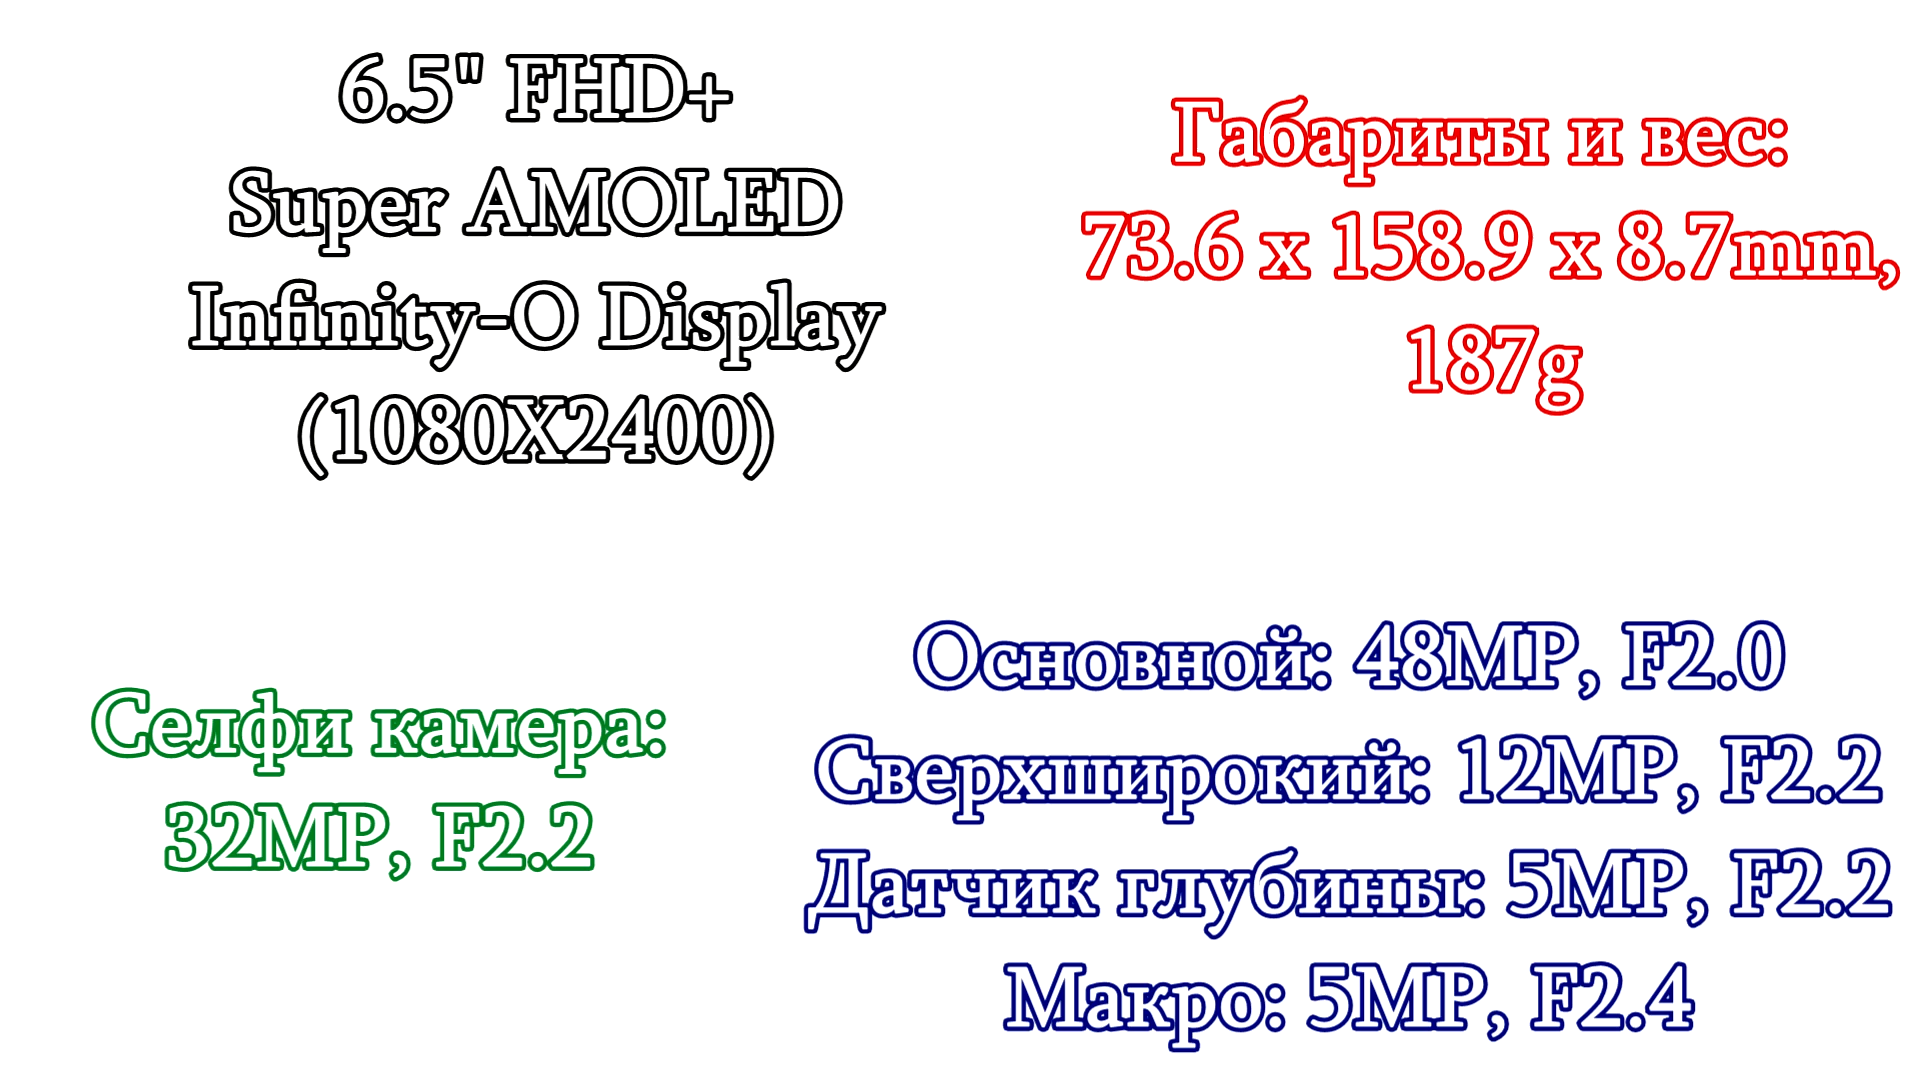 6.5" FHD+
Super AMOLED
Infinity-O Display
(1080X2400)
Габариты и вес:
73.6 x 158.9 x 8.7mm,
187g
Селфи камера:
32MP, F2.2
Основной: 48MP, F2.0
Сверхширокий: 12MP, F2.2
Датчик глубины: 5MP, F2.2
Макро: 5MP, F2.4